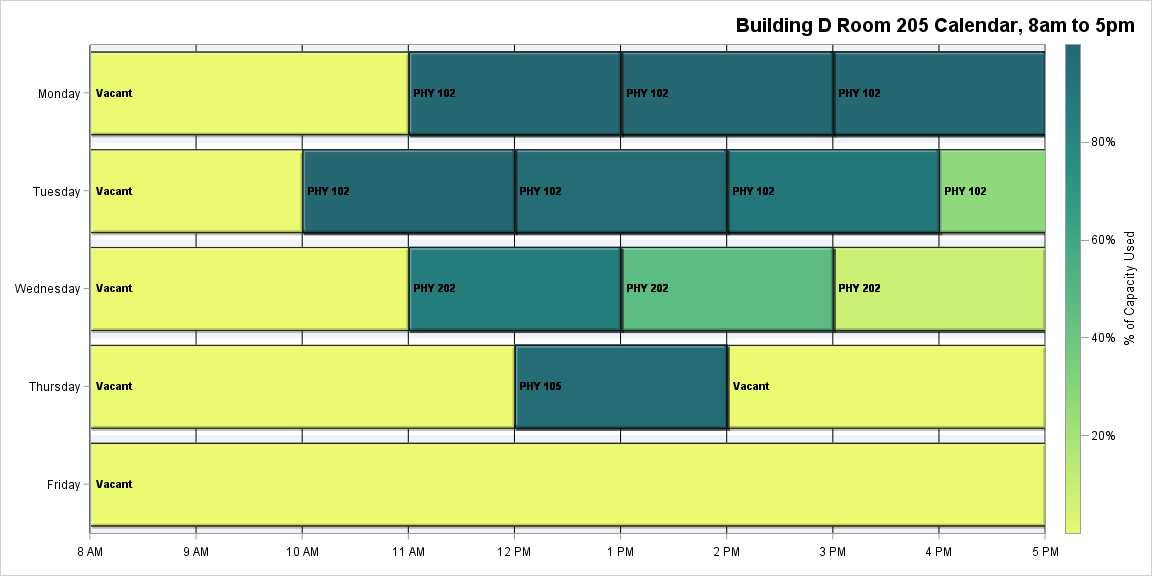 Building D Room 205 Calendar, 8am to 5pm
Monday
Vacant
PHY 102
PHY 102
PHY 102
Tuesday
Vacant
PHY 102
PHY 102
PHY 102
PHY 102
Wednesday
Vacant
PHY 202
PHY 202
PHY 202
Thursday
Vacant
PHY 105
Vacant
Friday
Vacant
8 AM
9 AM
10 AM
11 AM
12 PM
1 PM
2 PM
3 PM
4 PM
5 PM
80%
60%
40%
20%
% of Capacity Used